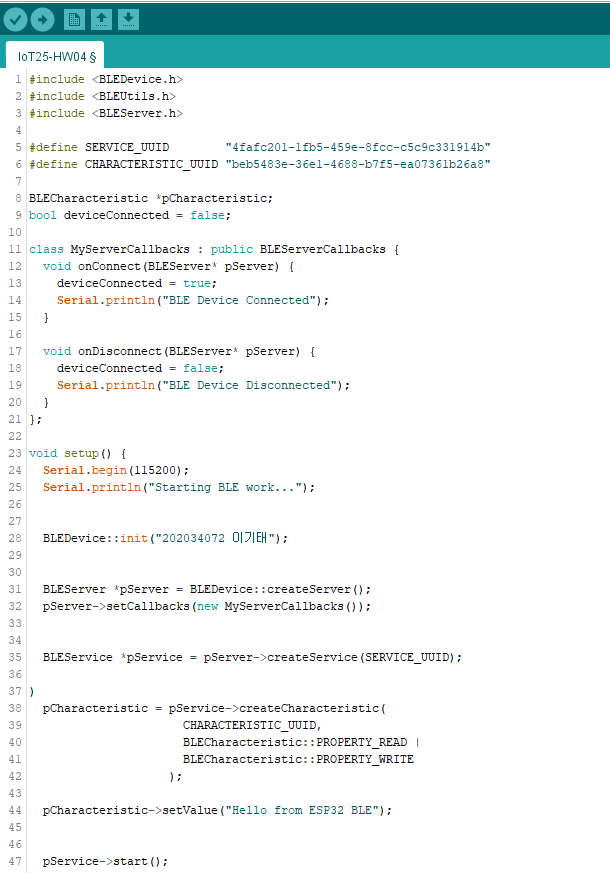 IoT25-HW04 §
1 #include <BLEDevice.h>
2 #include <BLEUtils.h>
3 #include <BLEServer.h>
4
5 #define SERVICE_UUID        "4fafc201-1fb5-459e-8fcc-c5c9c331914b"
6 #define CHARACTERISTIC_UUID "beb5483e-36e1-4688-b7f5-ea07361b26a8"
7
8 BLECharacteristic *pCharacteristic;
9 bool deviceConnected = false;
10
11 class MyServerCallbacks : public BLEServerCallbacks {
12   void onConnect(BLEServer* pServer) {
13     deviceConnected = true;
14     Serial.println("BLE Device Connected");
15   }
16
17   void onDisconnect(BLEServer* pServer) {
18     deviceConnected = false;
19     Serial.println("BLE Device Disconnected");
20   }
21 };
22
23 void setup() {
24   Serial.begin(115200);
25   Serial.println("Starting BLE work...");
26
27
28   BLEDevice::init("202034072 이기태");
29
30
31   BLEServer *pServer = BLEDevice::createServer();
32   pServer->setCallbacks(new MyServerCallbacks());
33
34
35   BLEService *pService = pServer->createService(SERVICE_UUID);
36
37 )
38   pCharacteristic = pService->createCharacteristic(
39                       CHARACTERISTIC_UUID,
40                       BLECharacteristic::PROPERTY_READ |
41                       BLECharacteristic::PROPERTY_WRITE
42                     );
43
44   pCharacteristic->setValue("Hello from ESP32 BLE");
45
46
47   pService->start();